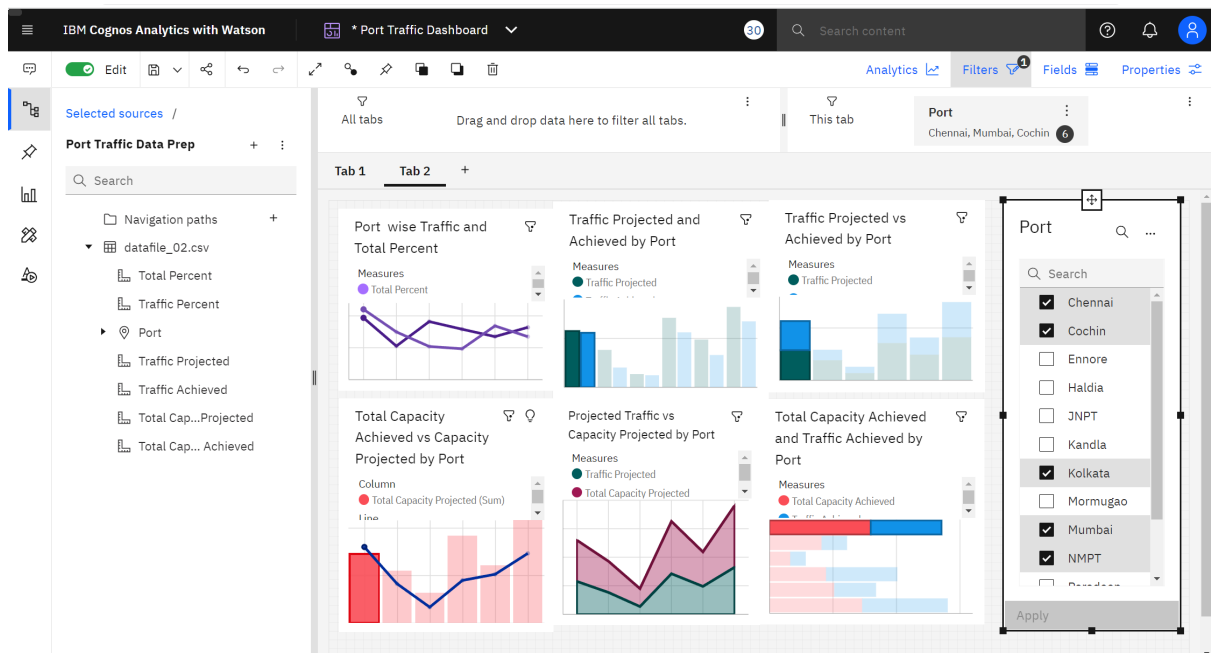 IBM Cognos Analytics with Watson
* Port Traffic Dashboard
30
Search content
Edit
Analytics
Filters
1
Fields
Properties
Selected sources /
Port Traffic Data Prep
Search
Navigation paths
datafile_02.csv
Total Percent
Traffic Percent
Port
Traffic Projected
Traffic Achieved
Total Cap...Projected
Total Cap... Achieved
All tabs
Drag and drop data here to filter all tabs.
This tab
Port
Chennai, Mumbai, Cochin 6
Tab 1
Tab 2
Port wise Traffic and
Total Percent
Measures
Total Percent
Traffic Projected and
Achieved by Port
Measures
Traffic Projected
Traffic Projected vs
Achieved by Port
Measures
Traffic Projected
Total Capacity
Achieved vs Capacity
Projected by Port
Column
Total Capacity Projected (Sum)
Line
Projected Traffic vs
Capacity Projected by Port
Measures
Traffic Projected
Total Capacity Projected
Total Capacity Achieved
and Traffic Achieved by
Port
Measures
Total Capacity Achieved
Port
Search
Chennai
Cochin
Ennore
Haldia
JNPT
Kandla
Kolkata
Mormugao
Mumbai
NMPT
Apply